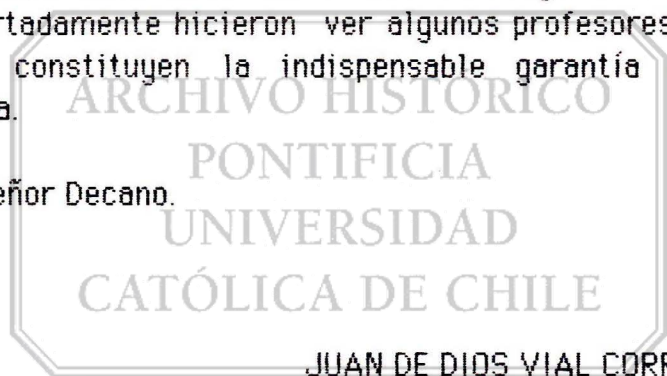 rtadamente hicieron ver algunos profesores
constituyen la indispensable garantía
a.
ARCHIVO HISTÓRICO
PONTIFICIA
eñor Decano.
UNIVERSIDAD
CATÓLICA DE CHILE
JUAN DE DIOS VIAL CORR